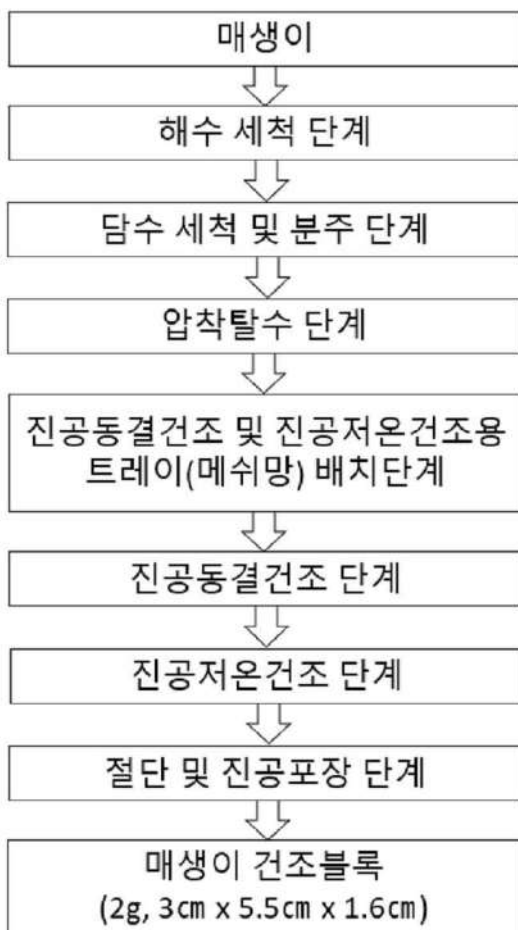 매생이
해수 세척 단계
담수 세척 및 분주 단계
압착탈수 단계
진공동결건조 및 진공저온건조용
트레이(메쉬망) 배치단계
진공동결건조 단계
진공저온건조 단계
절단 및 진공포장 단계
매생이 건조블록
(2g, 3cm x 5.5cm x 1.6cm)